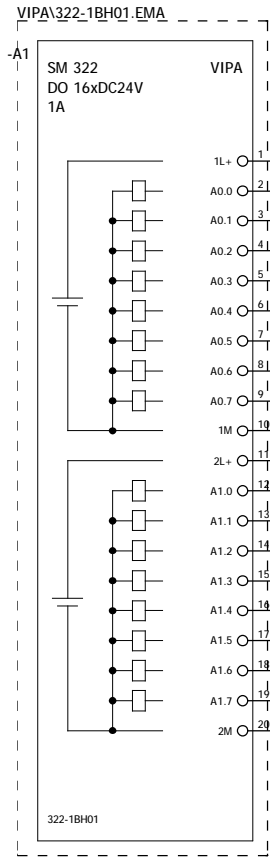 VIPA\322-1BH01.EMA
-A1
SM 322 VIPA
DO 16xDC24V
1A
1L+ 1
A0.0 2
A0.1 3
A0.2 4
A0.3 5
A0.4 6
A0.5 7
A0.6 8
A0.7 9
1M 10
2L+ 11
A1.0 12
A1.1 13
A1.2 14
A1.3 15
A1.4 16
A1.5 17
A1.6 18
A1.7 19
2M 20
322-1BH01